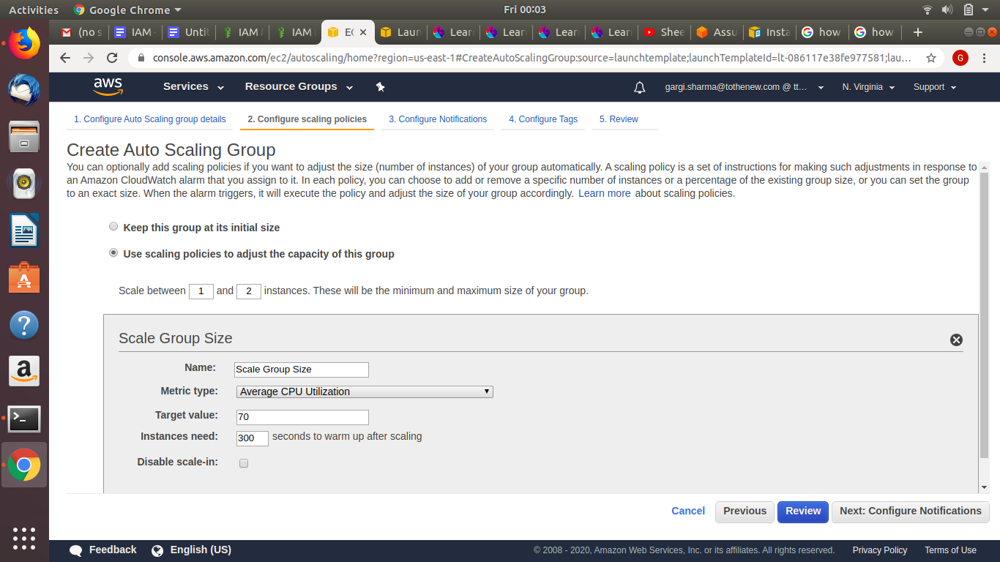 Activities
Google Chrome
Fri 00:03
(no s
IAM
Untit
IAM
IAM
EC
Laun
Lear
Lear
Lear
Lear
Shee
Assu
Insta
how
how
console.aws.amazon.com/ec2/autoscaling/home?region=us-east-1#CreateAutoScalingGroup:source=launchtemplate;launchTemplateId=lt-086117e38fe977581;lau...
G
aws
Services
Resource Groups
gargi.sharma@tothenew.com @ tt...
N. Virginia
Support
1. Configure Auto Scaling group details
2. Configure scaling policies
3. Configure Notifications
4. Configure Tags
5. Review
Create Auto Scaling Group
You can optionally add scaling policies if you want to adjust the size (number of instances) of your group automatically. A scaling policy is a set of instructions for making such adjustments in response to
an Amazon CloudWatch alarm that you assign to it. In each policy, you can choose to add or remove a specific number of instances or a percentage of the existing group size, or you can set the group
to an exact size. When the alarm triggers, it will execute the policy and adjust the size of your group accordingly. Learn more about scaling policies.
Keep this group at its initial size
Use scaling policies to adjust the capacity of this group
Scale between 1 and 2 instances. These will be the minimum and maximum size of your group.
Scale Group Size
Name: Scale Group Size
Metric type: Average CPU Utilization
Target value: 70
Instances need: 300 seconds to warm up after scaling
Disable scale-in:
Cancel
Previous
Review
Next: Configure Notifications
Feedback
English (US)
© 2008 - 2020, Amazon Web Services, Inc. or its affiliates. All rights reserved.
Privacy Policy
Terms of Use